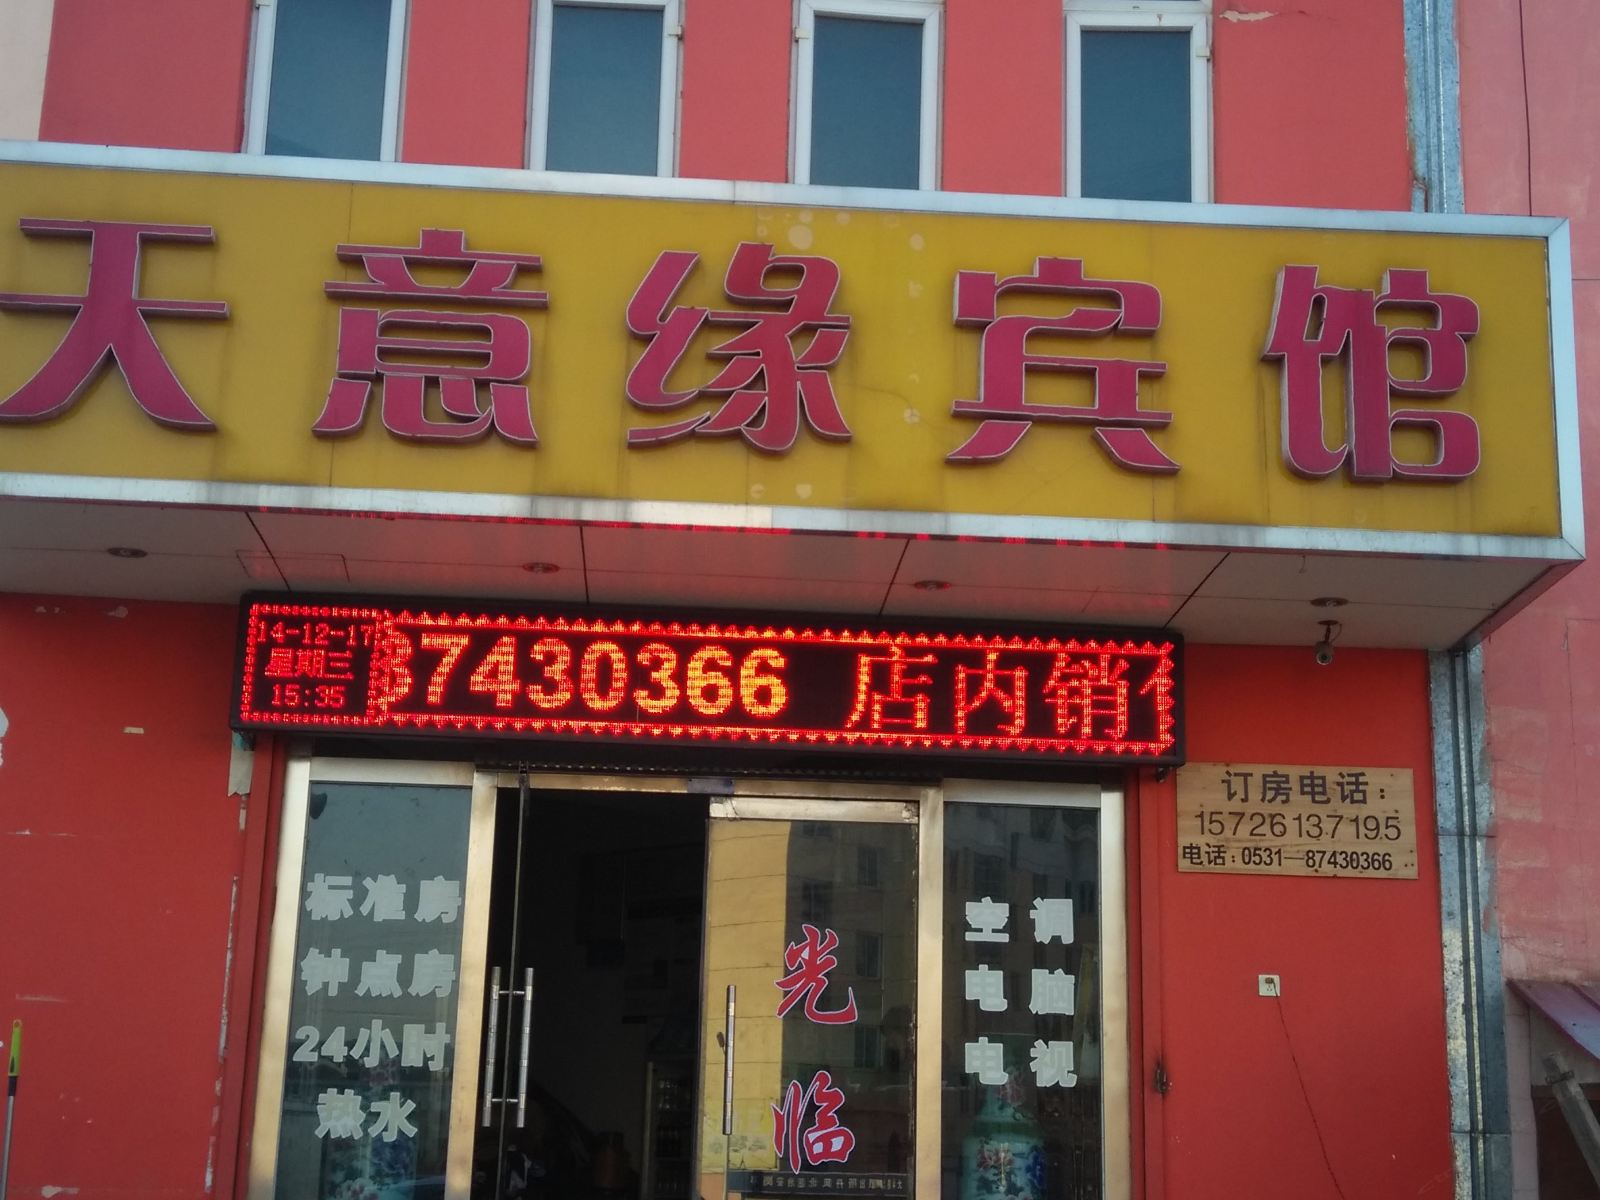 天意缘宾馆
14-12-17
星期三
15:35
87430366 店内销
订房电话：
15726137195
电话：0531—87430366
标准房
钟点房
24小时
热水
光临
空调
电脑
电视